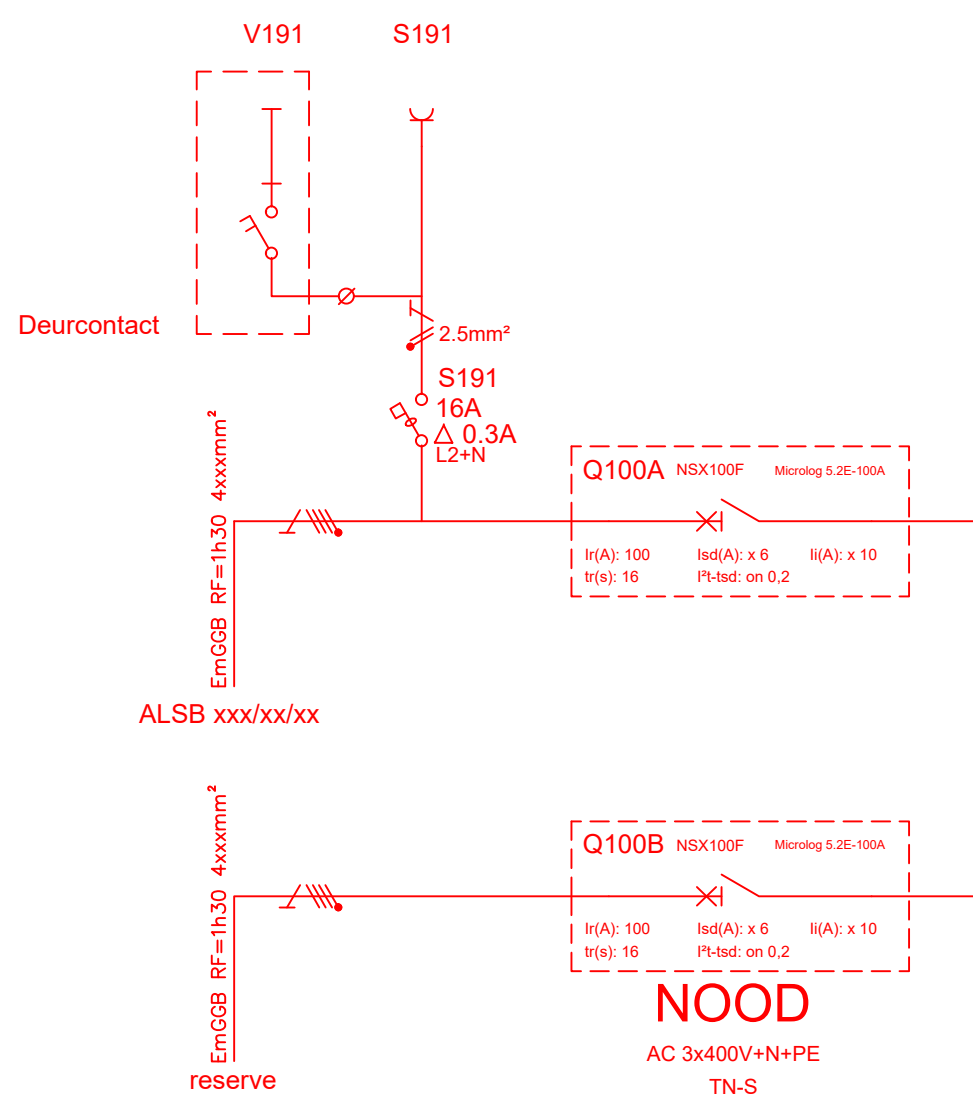 V191
S191
Deurcontact
2.5mm²
S191
16A
0.3A
L2+N
EmGGB RF=1h30 4xxxmm²
ALSB xxx/xx/xx
Q100A NSX100F Microlog 5.2E-100A
Ir(A): 100 Isd(A): x 6 Ii(A): x 10
tr(s): 16 I²t-tsd: on 0,2
EmGGB RF=1h30 4xxxmm²
reserve
Q100B NSX100F Microlog 5.2E-100A
Ir(A): 100 Isd(A): x 6 Ii(A): x 10
tr(s): 16 I²t-tsd: on 0,2
NOOD
AC 3x400V+N+PE
TN-S